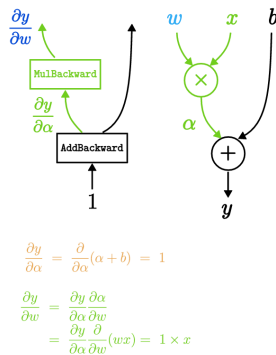 ∂y/∂w
w x b
MulBackward
×
∂y/∂α
α
AddBackward
+
1
y
∂y/∂α = ∂/∂α (α + b) = 1
∂y/∂w = ∂y/∂α ∂α/∂w
= ∂y/∂α ∂/∂w (wx) = 1 × x